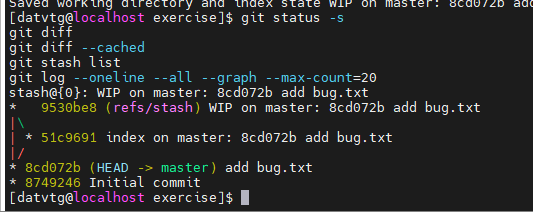 Saved working directory and index state WIP on master: 8cd072b add bug.txt
[datvtg@localhost exercise]$ git status -s
git diff
git diff --cached
git stash list
git log --oneline --all --graph --max-count=20
stash@{0}: WIP on master: 8cd072b add bug.txt
*   9530be8 (refs/stash) WIP on master: 8cd072b add bug.txt
|\
| * 51c9691 index on master: 8cd072b add bug.txt
|/
* 8cd072b (HEAD -> master) add bug.txt
* 8749246 Initial commit
[datvtg@localhost exercise]$